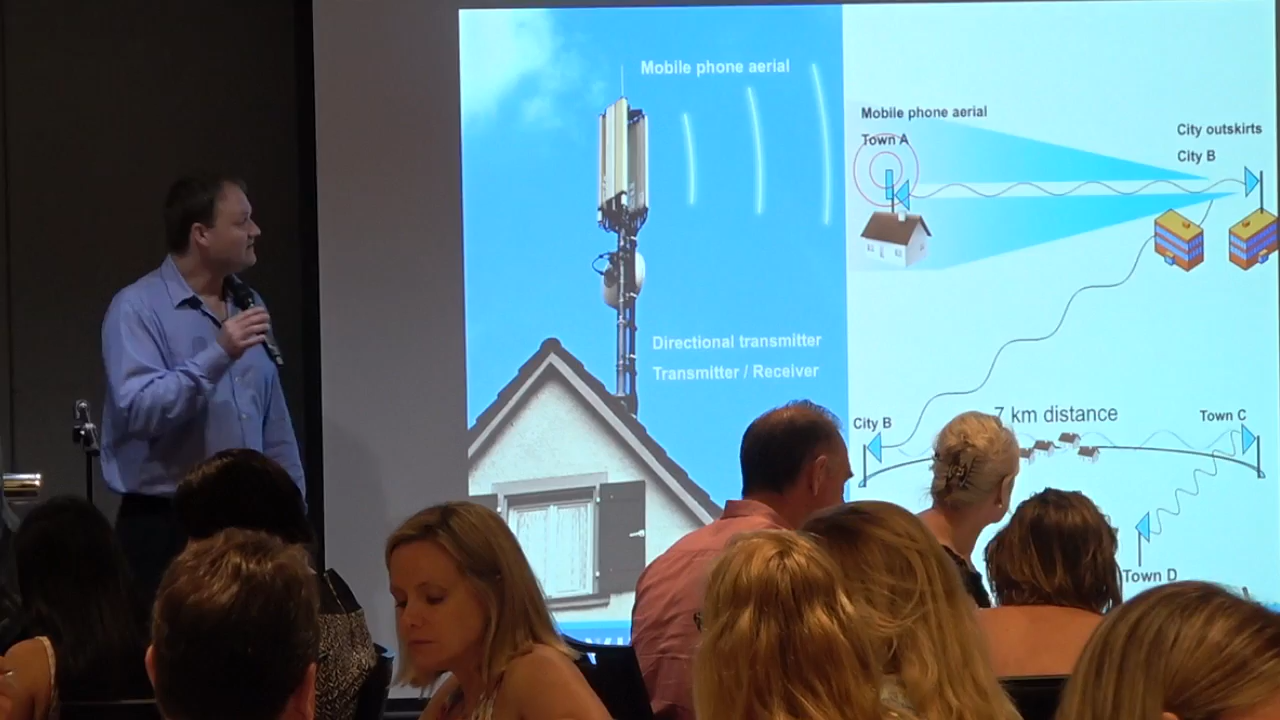 Mobile phone aerial
Directional transmitter
Transmitter / Receiver
Mobile phone aerial
Town A
City outskirts
City B
City B
7 km distance
Town C
Town D